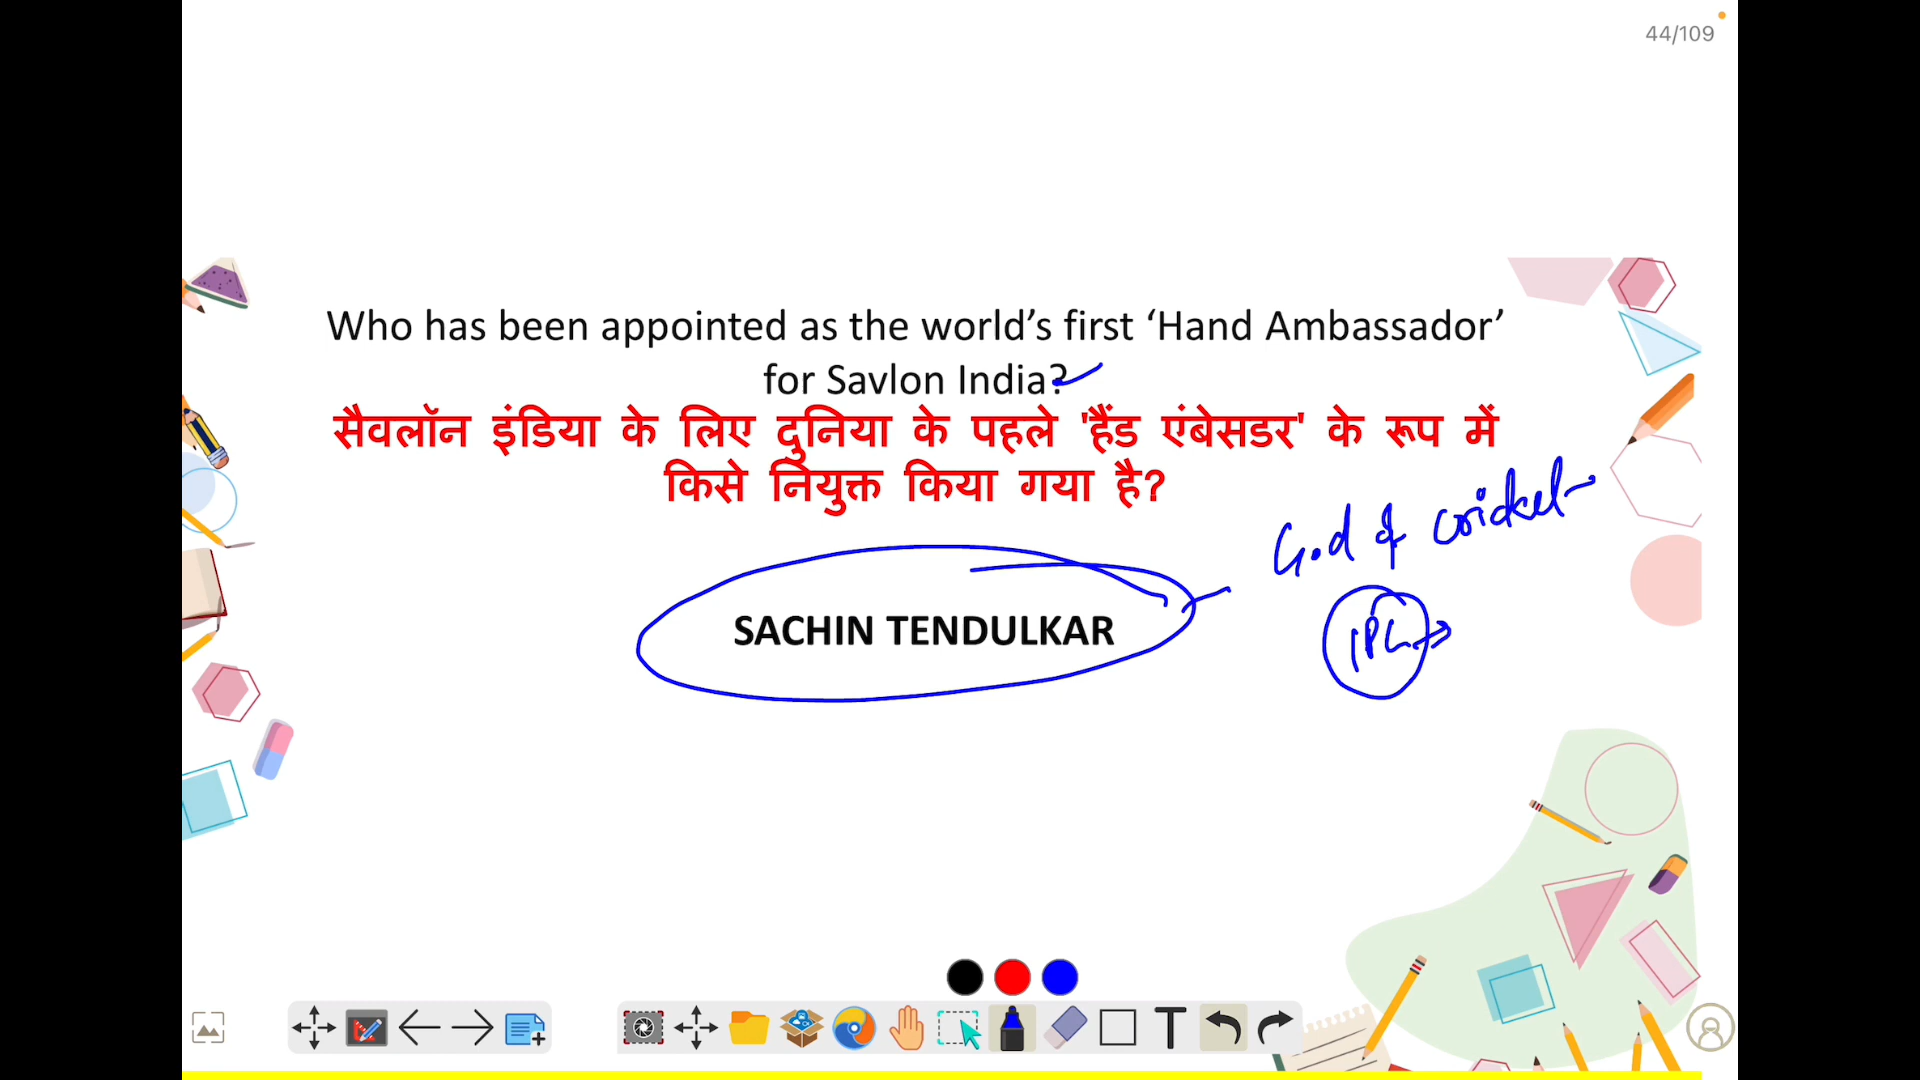 44/109
Who has been appointed as the world’s first ‘Hand Ambassador’
for Savlon India?
सैवलॉन इंडिया के लिए दुनिया के पहले 'हैंड एंबेसडर' के रूप में
किसे नियुक्त किया गया है?
God of cricket
SACHIN TENDULKAR
IPL
T